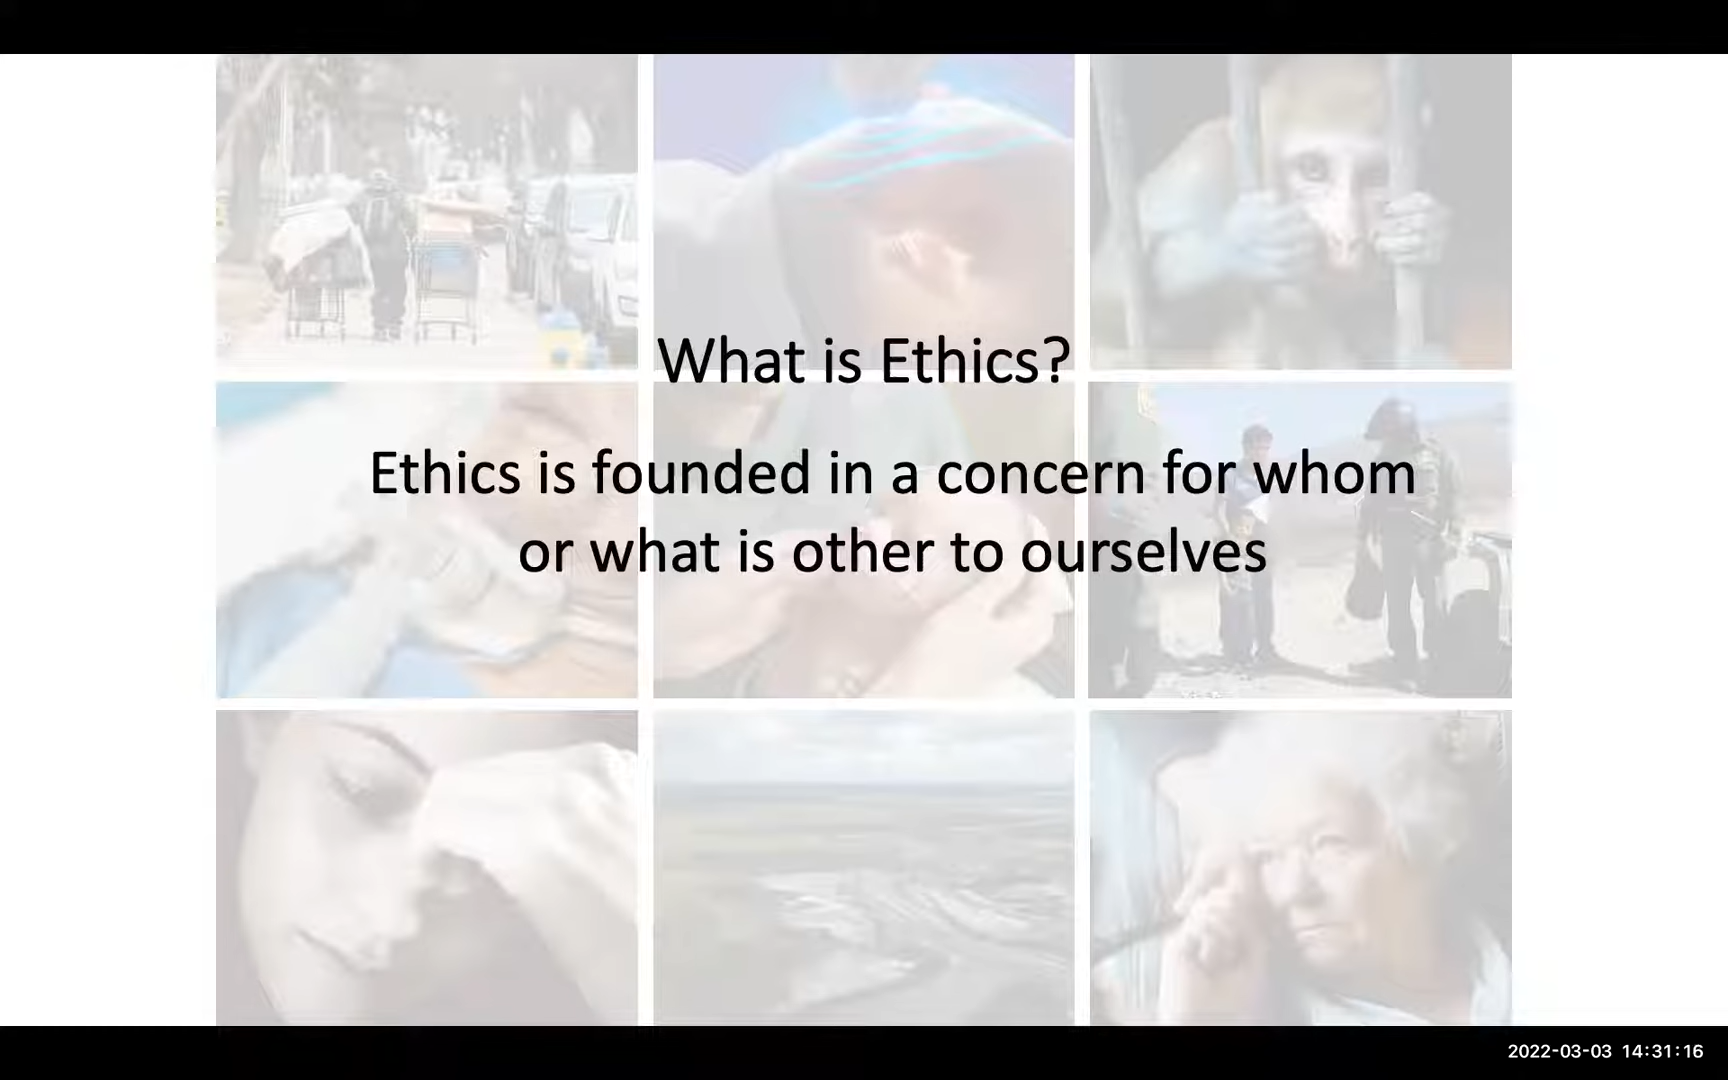 What is Ethics?
Ethics is founded in a concern for whom
or what is other to ourselves
2022-03-03 14:31:16